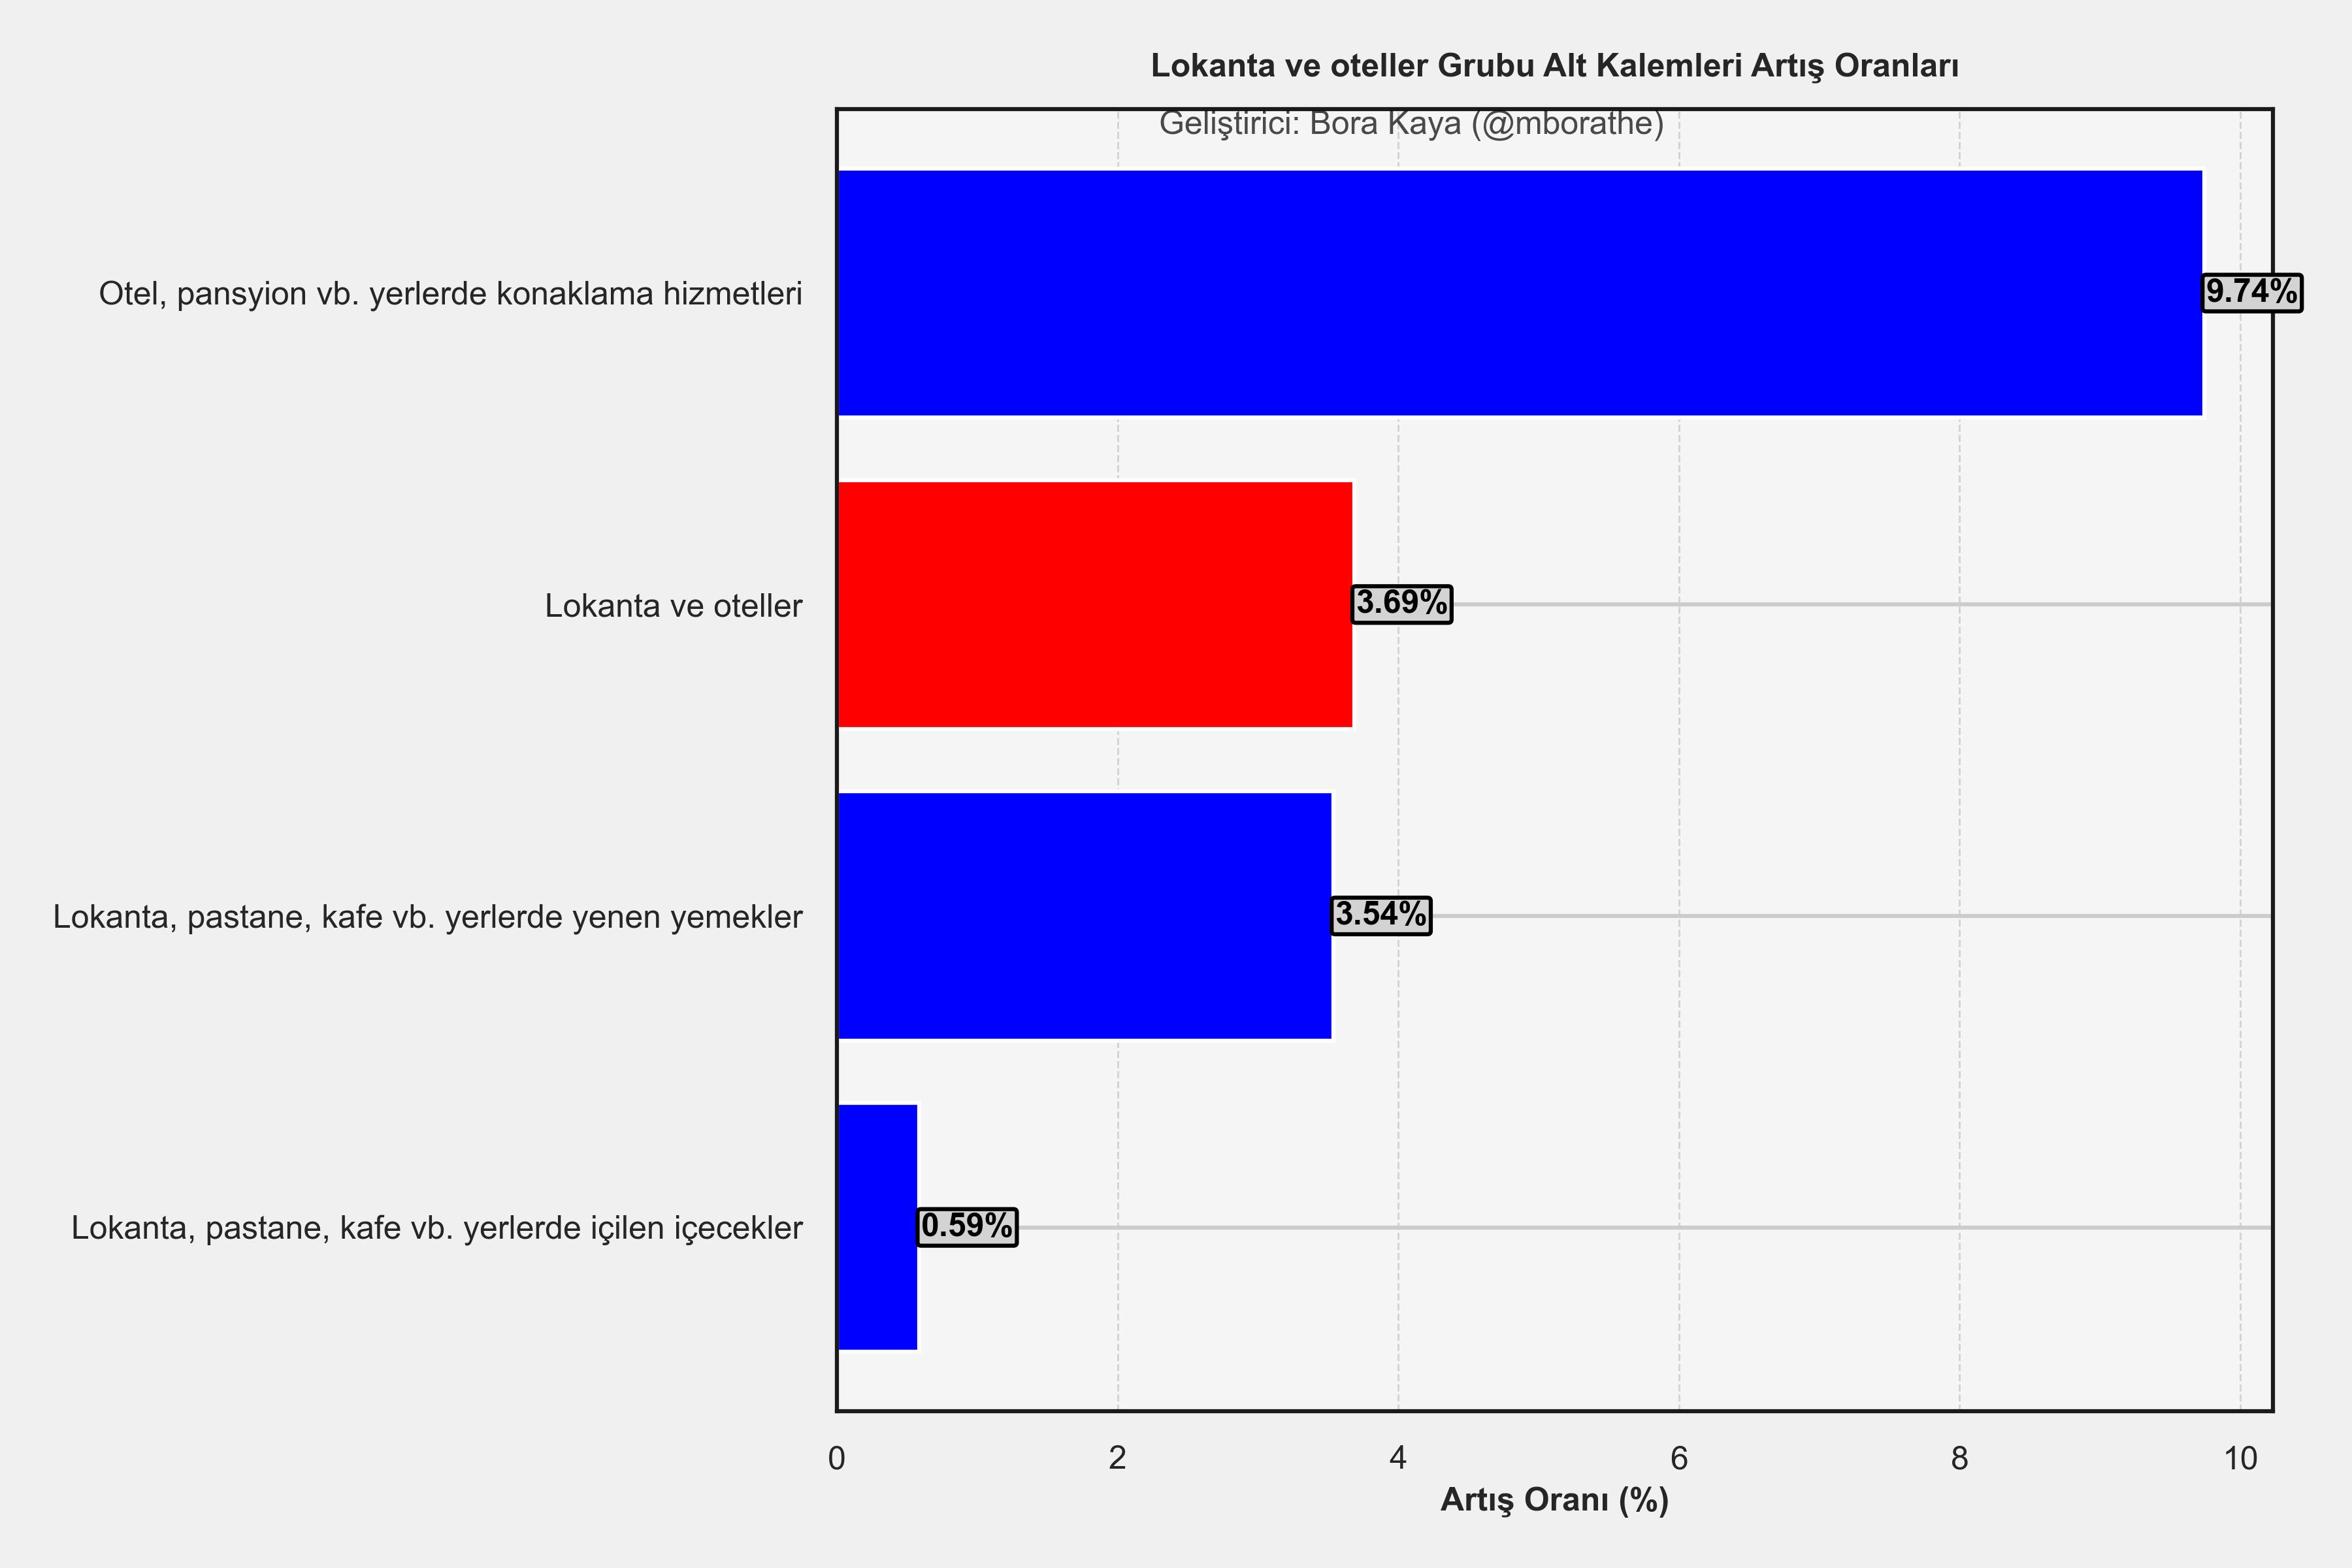 Lokanta ve oteller Grubu Alt Kalemleri Artış Oranları
Geliştirici: Bora Kaya (@mborathe)
Otel, pansyion vb. yerlerde konaklama hizmetleri
9.74%
Lokanta ve oteller
3.69%
Lokanta, pastane, kafe vb. yerlerde yenen yemekler
3.54%
Lokanta, pastane, kafe vb. yerlerde içilen içecekler
0.59%
0 2 4 6 8 10
Artış Oranı (%)